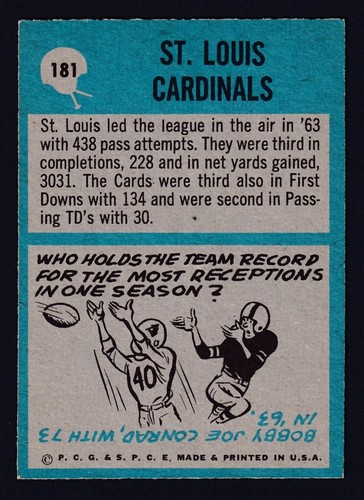 181
ST. LOUIS
CARDINALS
St. Louis led the league in the air in '63
with 438 pass attempts. They were third in
completions, 228 and in net yards gained,
3031. The Cards were third also in First
Downs with 134 and were second in Pass-
ing TD's with 30.
WHO HOLDS THE TEAM RECORD
FOR THE MOST RECEPTIONS
IN ONE SEASON?
40
BOBBY JOE CONRAD, WITH 73
IN '63.
© P. C. G. & S. P. C. E. MADE & PRINTED IN U.S.A.